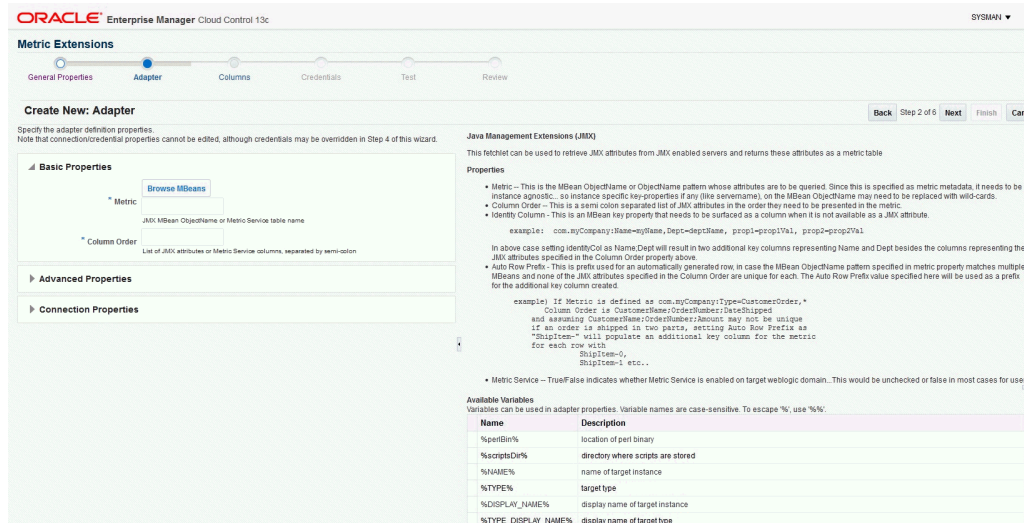 ORACLE Enterprise Manager Cloud Control 13c
SYSMAN
Metric Extensions
General Properties Adapter Columns Credentials Test Review
Create New: Adapter
Back Step 2 of 6 Next Finish Can
Specify the adapter definition properties.
Note that connection/credential properties cannot be edited, although credentials may be overridden in Step 4 of this wizard.
Basic Properties
Browse MBeans
* Metric
JMX MBean ObjectName or Metric Service table name
* Column Order
List of JMX attributes or Metric Service columns, separated by semi-colon
Advanced Properties
Connection Properties
Java Management Extensions (JMX)
This fetchlet can be used to retrieve JMX attributes from JMX enabled servers and returns these attributes as a metric table
Properties
• Metric -- This is the MBean ObjectName or ObjectName pattern whose attributes are to be queried. Since this is specified as metric metadata, it needs to be
instance agnostic... so instance specific key-properties if any (like servername), on the MBean ObjectName may need to be replaced with wild-cards.
• Column Order -- This is a semi colon separated list of JMX attributes in the order they need to be presented in the metric.
• Identity Column - This is an MBean key property that needs to be surfaced as a column when it is not available as a JMX attribute.
example: com.myCompany:Name=myName,Dept=deptName, prop1=prop1Val, prop2=prop2Val
In above case setting identityCol as Name;Dept will result in two additional key columns representing Name and Dept besides the columns representing the
JMX attributes specified in the Column Order property above.
• Auto Row Prefix - This is prefix used for an automatically generated row, in case the MBean ObjectName pattern specified in metric property matches multiple
MBeans and none of the JMX attributes specified in the Column Order are unique for each. The Auto Row Prefix value specified here will be used as a prefix
for the additional key column created.
example) If Metric is defined as com.myCompany:Type=CustomerOrder,*
Column Order is CustomerName;OrderNumber;DateShipped
and assuming CustomerName;OrderNumber;Amount may not be unique
if an order is shipped in two parts, setting Auto Row Prefix as
"ShipItem-" will populate an additional key column for the metric
for each row with
ShipItem-0,
ShipItem-1 etc..
• Metric Service -- True/False indicates whether Metric Service is enabled on target weblogic domain...This would be unchecked or false in most cases for use
Available Variables
Variables can be used in adapter properties. Variable names are case-sensitive. To escape '%', use '%%'.
Name Description
%perlBin% location of perl binary
%scriptsDir% directory where scripts are stored
%NAME% name of target instance
%TYPE% target type
%DISPLAY_NAME% display name of target instance
%TYPE_DISPLAY_NAME% display name of target type